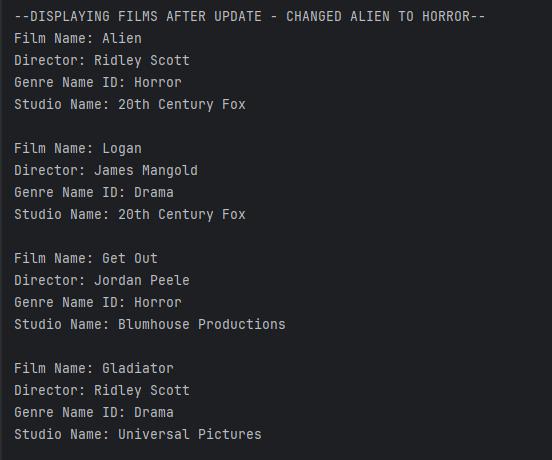 --DISPLAYING FILMS AFTER UPDATE - CHANGED ALIEN TO HORROR--
Film Name: Alien
Director: Ridley Scott
Genre Name ID: Horror
Studio Name: 20th Century Fox

Film Name: Logan
Director: James Mangold
Genre Name ID: Drama
Studio Name: 20th Century Fox

Film Name: Get Out
Director: Jordan Peele
Genre Name ID: Horror
Studio Name: Blumhouse Productions

Film Name: Gladiator
Director: Ridley Scott
Genre Name ID: Drama
Studio Name: Universal Pictures